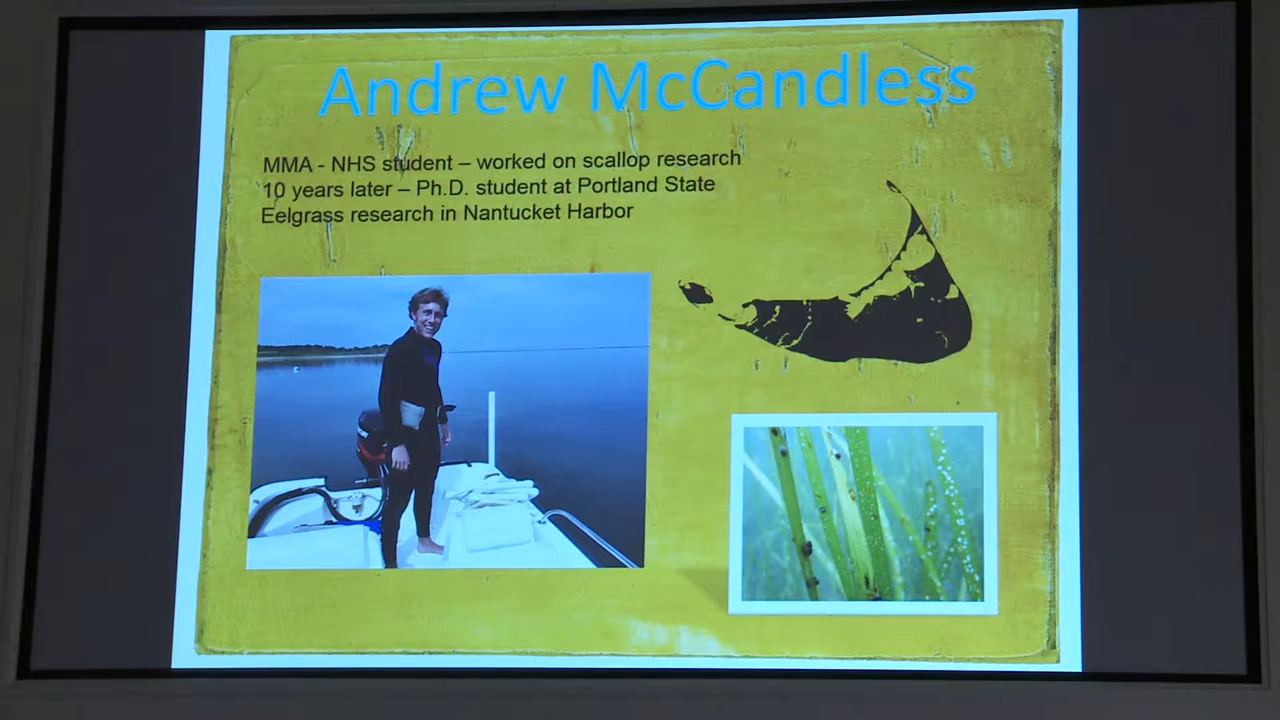 Andrew McCandless
MMA - NHS student – worked on scallop research
10 years later – Ph.D. student at Portland State
Eelgrass research in Nantucket Harbor